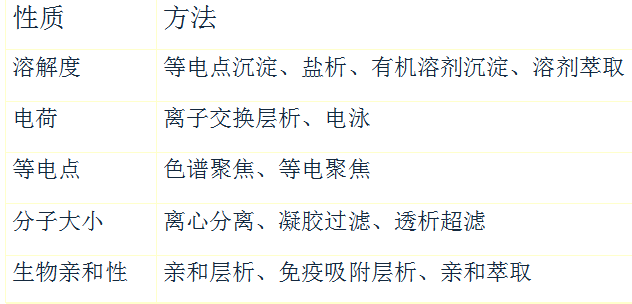 性质 方法
溶解度 等电点沉淀、盐析、有机溶剂沉淀、溶剂萃取
电荷 离子交换层析、电泳
等电点 色谱聚焦、等电聚焦
分子大小 离心分离、凝胶过滤、透析超滤
生物亲和性 亲和层析、免疫吸附层析、亲和萃取